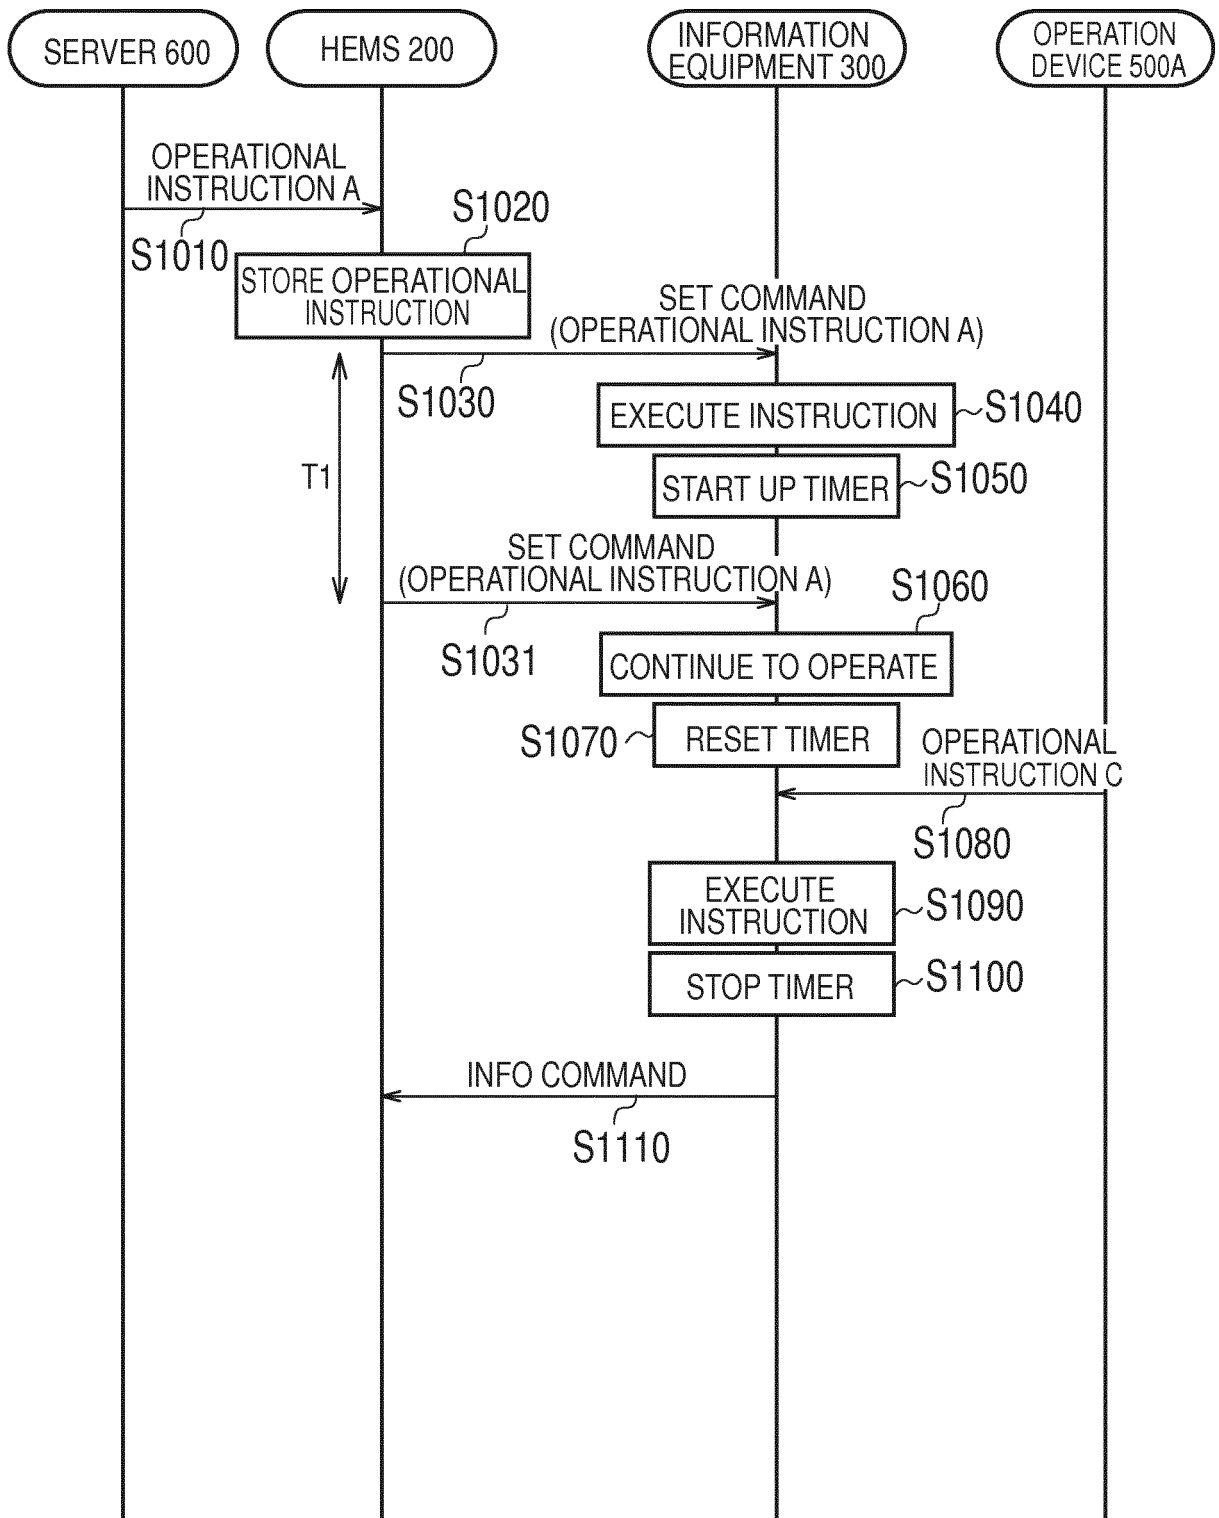 SERVER 600
HEMS 200
INFORMATION
EQUIPMENT 300
OPERATION
DEVICE 500A
OPERATIONAL
INSTRUCTION A
S1010
S1020
STORE OPERATIONAL
INSTRUCTION
SET COMMAND
(OPERATIONAL INSTRUCTION A)
S1030
EXECUTE INSTRUCTION
S1040
T1
START UP TIMER
S1050
SET COMMAND
(OPERATIONAL INSTRUCTION A)
S1031
S1060
CONTINUE TO OPERATE
S1070
RESET TIMER
OPERATIONAL
INSTRUCTION C
S1080
EXECUTE
INSTRUCTION
S1090
STOP TIMER
S1100
INFO COMMAND
S1110